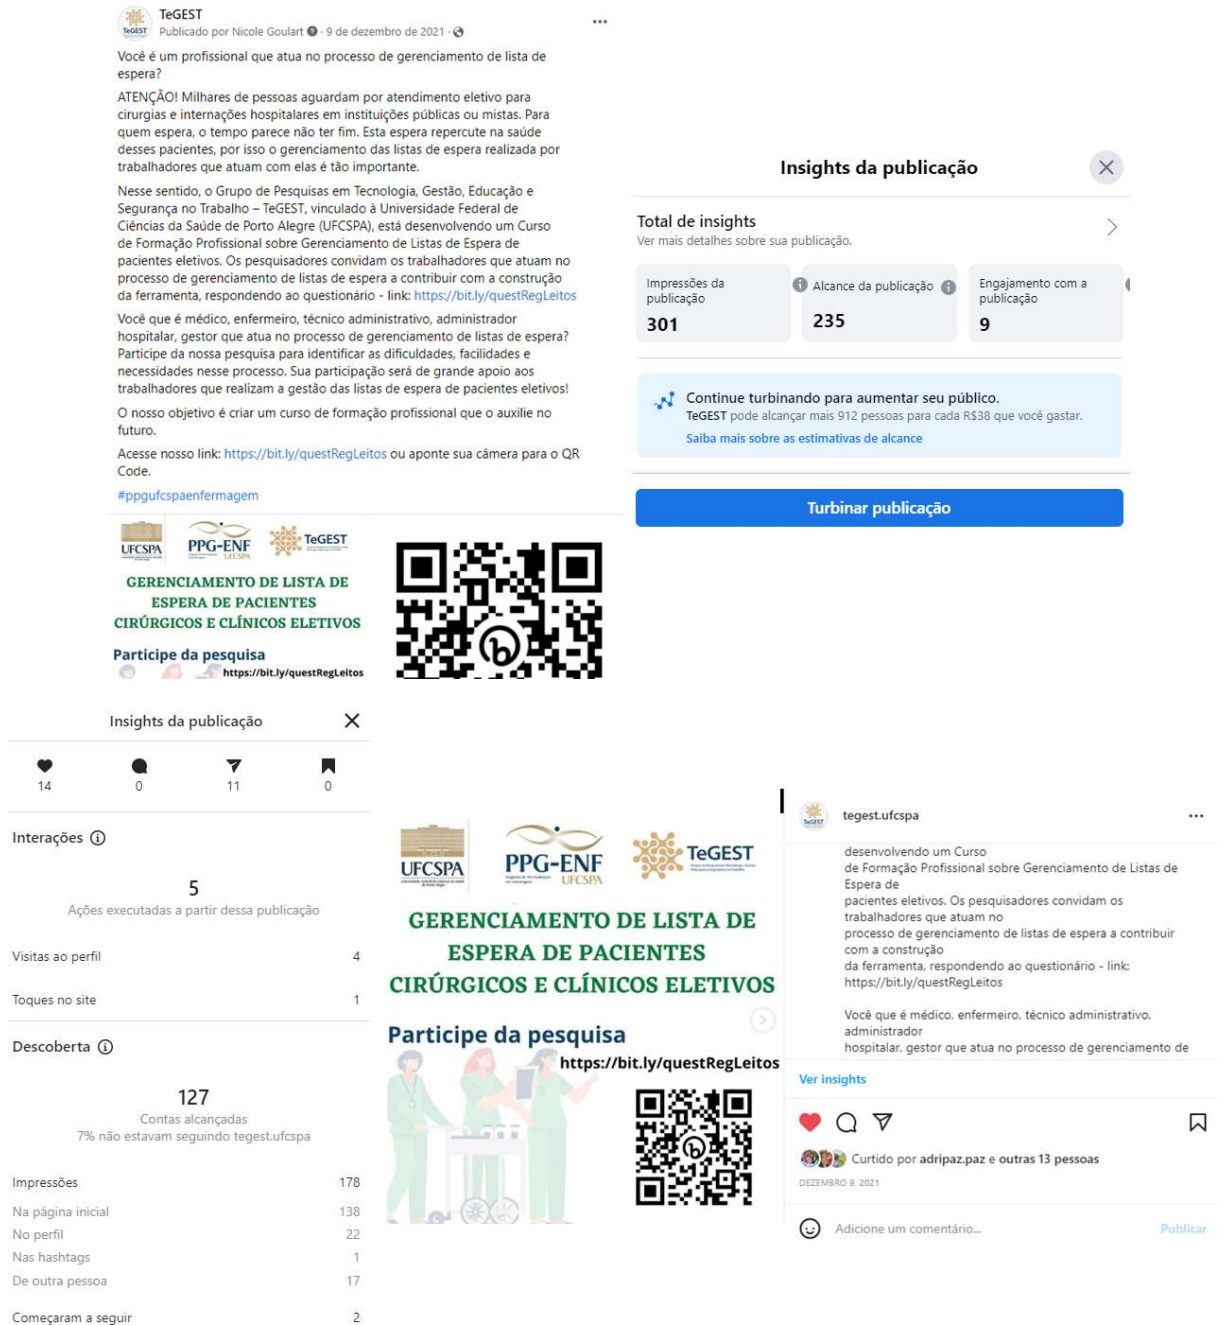 TeGEST
Publicado por Nicole Goulart · 9 de dezembro de 2021 ·
Você é um profissional que atua no processo de gerenciamento de lista de
espera?
ATENÇÃO! Milhares de pessoas aguardam por atendimento eletivo para
cirurgias e internações hospitalares em instituições públicas ou mistas. Para
quem espera, o tempo parece não ter fim. Esta espera repercute na saúde
desses pacientes, por isso o gerenciamento das listas de espera realizada por
trabalhadores que atuam com elas é tão importante.
Nesse sentido, o Grupo de Pesquisas em Tecnologia, Gestão, Educação e
Segurança no Trabalho – TeGEST, vinculado à Universidade Federal de
Ciências da Saúde de Porto Alegre (UFCSPA), está desenvolvendo um Curso
de Formação Profissional sobre Gerenciamento de Listas de Espera de
pacientes eletivos. Os pesquisadores convidam os trabalhadores que atuam no
processo de gerenciamento de listas de espera a contribuir com a construção
da ferramenta, respondendo ao questionário - link: https://bit.ly/questRegLeitos
Você que é médico, enfermeiro, técnico administrativo, administrador
hospitalar, gestor que atua no processo de gerenciamento de listas de espera?
Participe da nossa pesquisa para identificar as dificuldades, facilidades e
necessidades nesse processo. Sua participação será de grande apoio aos
trabalhadores que realizam a gestão das listas de espera de pacientes eletivos!
O nosso objetivo é criar um curso de formação profissional que o auxilie no
futuro.
Acesse nosso link: https://bit.ly/questRegLeitos ou aponte sua câmera para o QR
Code.
#ppgufcspaenfermagem
UFCSPA
PPG-ENF
UFCSPA
TeGEST
GERENCIAMENTO DE LISTA DE
ESPERA DE PACIENTES
CIRÚRGICOS E CLÍNICOS ELETIVOS
Participe da pesquisa
https://bit.ly/questRegLeitos
Insights da publicação
Total de insights
Ver mais detalhes sobre sua publicação.
Impressões da
publicação
301
Alcance da publicação
235
Engajamento com a
publicação
9
Continue turbinando para aumentar seu público.
TeGEST pode alcançar mais 912 pessoas para cada R$38 que você gastar.
Saiba mais sobre as estimativas de alcance
Turbinar publicação
Insights da publicação
14 0 11 0
Interações
5
Ações executadas a partir dessa publicação
Visitas ao perfil 4
Toques no site 1
Descoberta
127
Contas alcançadas
7% não estavam seguindo tegest.ufcspa
Impressões 178
Na página inicial 138
No perfil 22
Nas hashtags 1
De outra pessoa 17
Começaram a seguir 2
UFCSPA
PPG-ENF
UFCSPA
TeGEST
GERENCIAMENTO DE LISTA DE
ESPERA DE PACIENTES
CIRÚRGICOS E CLÍNICOS ELETIVOS
Participe da pesquisa
https://bit.ly/questRegLeitos
TeGEST
tegest.ufcspa
desenvolvendo um Curso
de Formação Profissional sobre Gerenciamento de Listas de
Espera de
pacientes eletivos. Os pesquisadores convidam os
trabalhadores que atuam no
processo de gerenciamento de listas de espera a contribuir
com a construção
da ferramenta, respondendo ao questionário - link:
https://bit.ly/questRegLeitos
Você que é médico, enfermeiro, técnico administrativo,
administrador
hospitalar, gestor que atua no processo de gerenciamento de
Ver insights
Curtido por adripaz.paz e outras 13 pessoas
DEZEMBRO 9, 2021
Adicione um comentário... Publicar